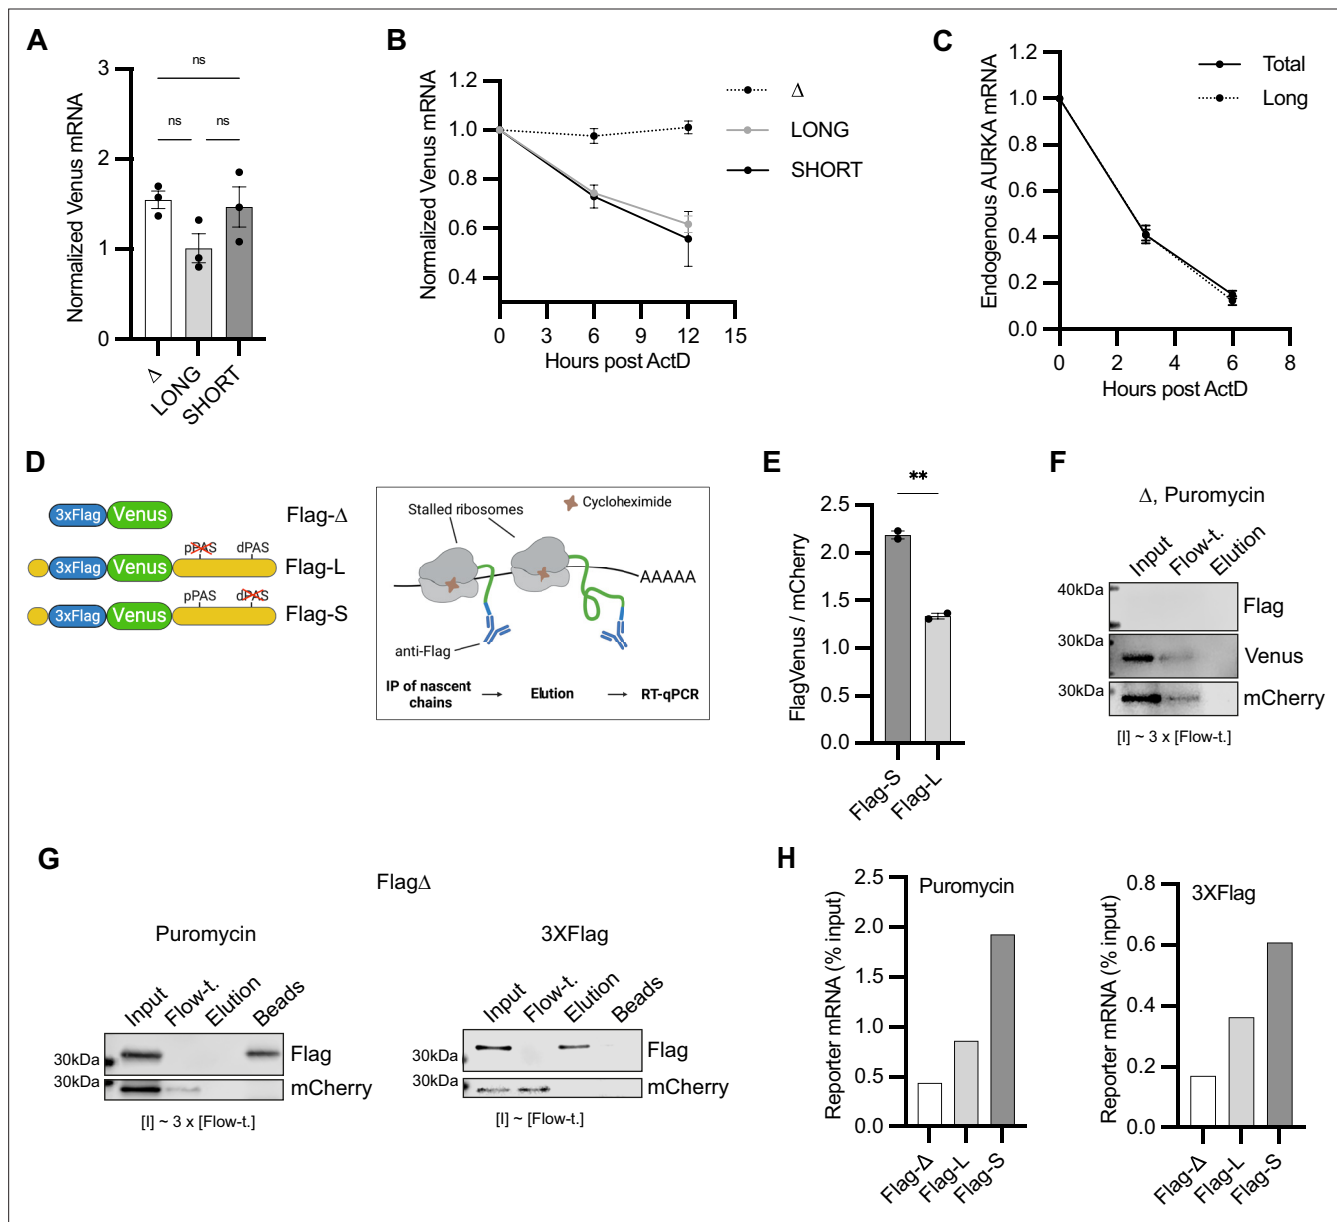 A
Normalized Venus mRNA
3
2
1
0
ns
ns
ns
Δ
LONG
SHORT
B
Normalized Venus mRNA
1.2
1.0
0.8
0.6
0.4
0
3
6
9
12
15
Hours post ActD
Δ
LONG
SHORT
C
Endogenous AURKA mRNA
1.2
1.0
0.8
0.6
0.4
0.2
0.0
0
2
4
6
8
Hours post ActD
Total
Long
D
3xFlag Venus Flag-Δ
pPAS dPAS
3xFlag Venus Flag-L
pPAS dPAS
3xFlag Venus Flag-S
Cycloheximide
Stalled ribosomes
AAAAA
anti-Flag
IP of nascent chains
Elution
RT-qPCR
E
FlagVenus / mCherry
2.5
2.0
1.5
1.0
0.5
0.0
**
Flag-S
Flag-L
F
Δ, Puromycin
Input Flow-t. Elution
40kDa Flag
30kDa Venus
30kDa mCherry
[I] ~ 3 x [Flow-t.]
G
FlagΔ
Puromycin
Input Flow-t. Elution Beads
30kDa Flag
30kDa mCherry
[I] ~ 3 x [Flow-t.]
3XFlag
Input Flow-t. Elution Beads
30kDa Flag
30kDa mCherry
[I] ~ [Flow-t.]
H
Reporter mRNA (% input)
2.5
2.0
1.5
1.0
0.5
0.0
Puromycin
Flag-Δ
Flag-L
Flag-S
Reporter mRNA (% input)
0.8
0.6
0.4
0.2
0.0
3XFlag
Flag-Δ
Flag-L
Flag-S